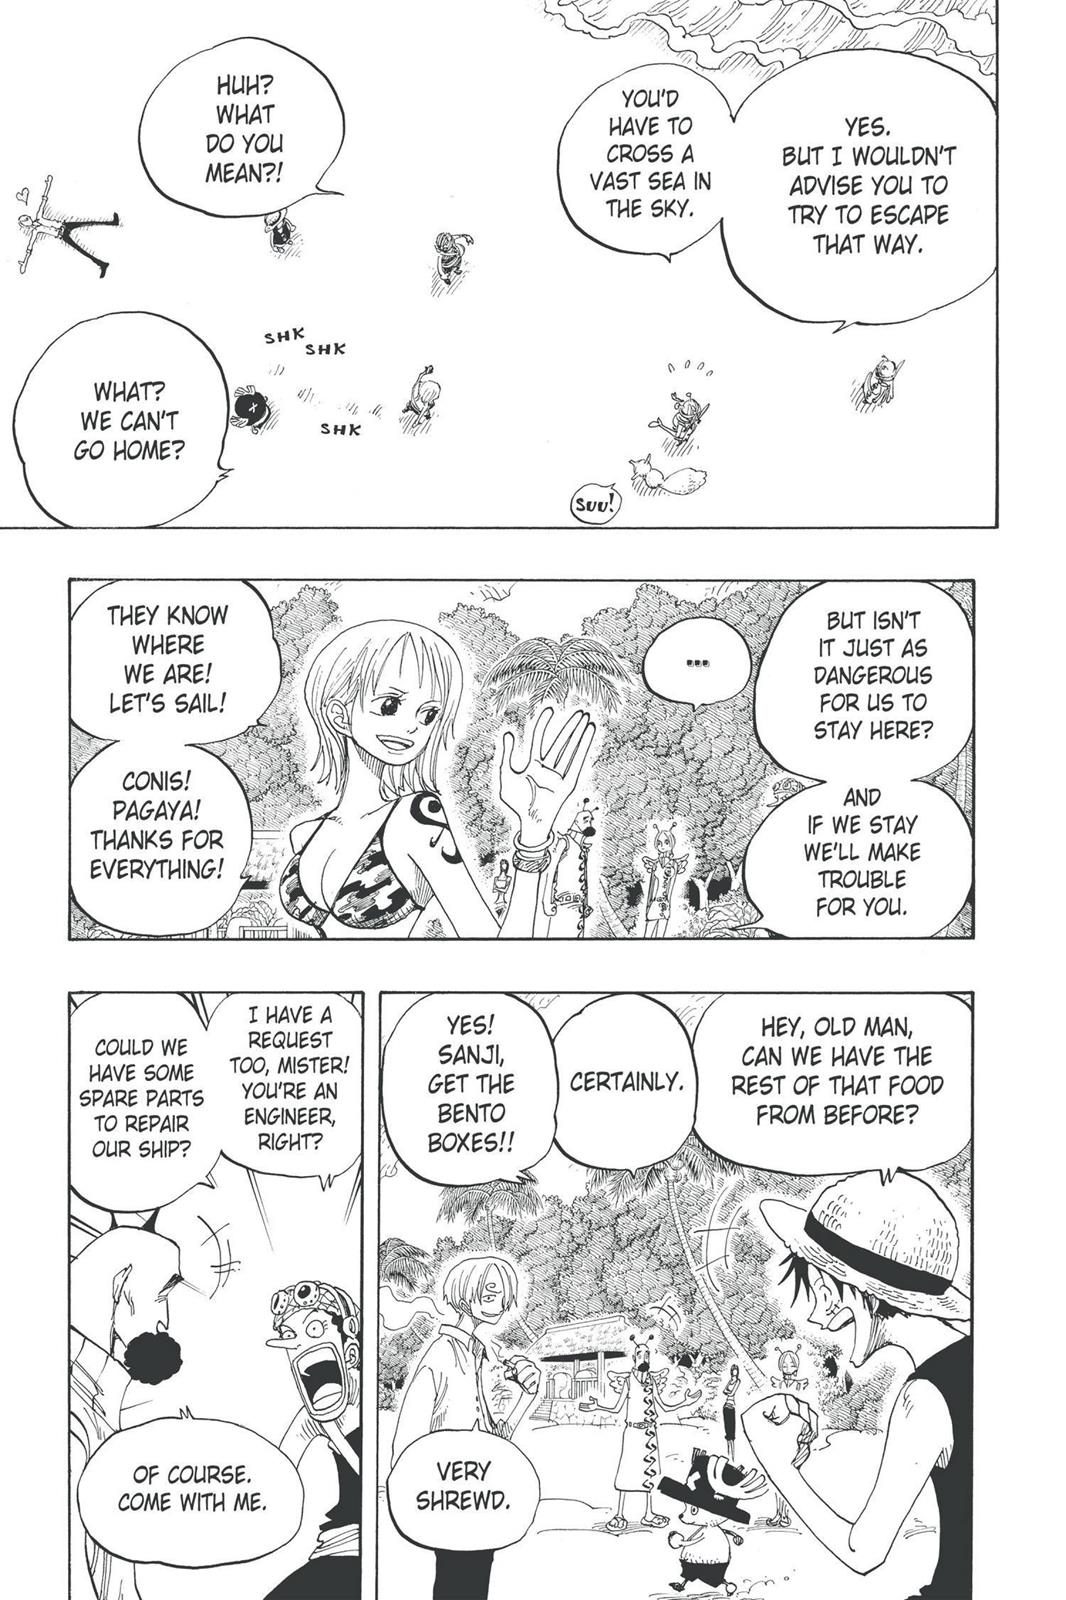 YES.
BUT I WOULDN'T
ADVISE YOU TO
TRY TO ESCAPE
THAT WAY.
YOU'D
HAVE TO
CROSS A
VAST SEA IN
THE SKY.
HUH?
WHAT
DO YOU
MEAN?!
SHK
SHK
SHK
WHAT?
WE CAN'T
GO HOME?
SUU!
BUT ISN'T
IT JUST AS
DANGEROUS
FOR US TO
STAY HERE?
AND
IF WE STAY
WE'LL MAKE
TROUBLE
FOR YOU.
...
THEY KNOW
WHERE
WE ARE!
LET'S SAIL!
CONIS!
PAGAYA!
THANKS FOR
EVERYTHING!
HEY, OLD MAN,
CAN WE HAVE THE
REST OF THAT FOOD
FROM BEFORE?
CERTAINLY.
YES!
SANJI,
GET THE
BENTO
BOXES!!
VERY
SHREWD.
I HAVE A
REQUEST
TOO, MISTER!
YOU'RE AN
ENGINEER,
RIGHT?
COULD WE
HAVE SOME
SPARE PARTS
TO REPAIR
OUR SHIP?
OF COURSE.
COME WITH ME.